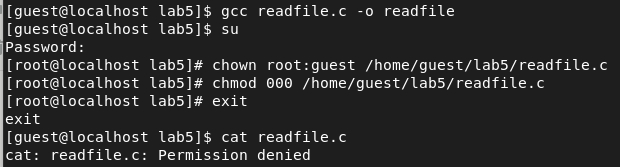 [guest@localhost lab5]$ gcc readfile.c -o readfile
[guest@localhost lab5]$ su
Password:
[root@localhost lab5]# chown root:guest /home/guest/lab5/readfile.c
[root@localhost lab5]# chmod 000 /home/guest/lab5/readfile.c
[root@localhost lab5]# exit
exit
[guest@localhost lab5]$ cat readfile.c
cat: readfile.c: Permission denied